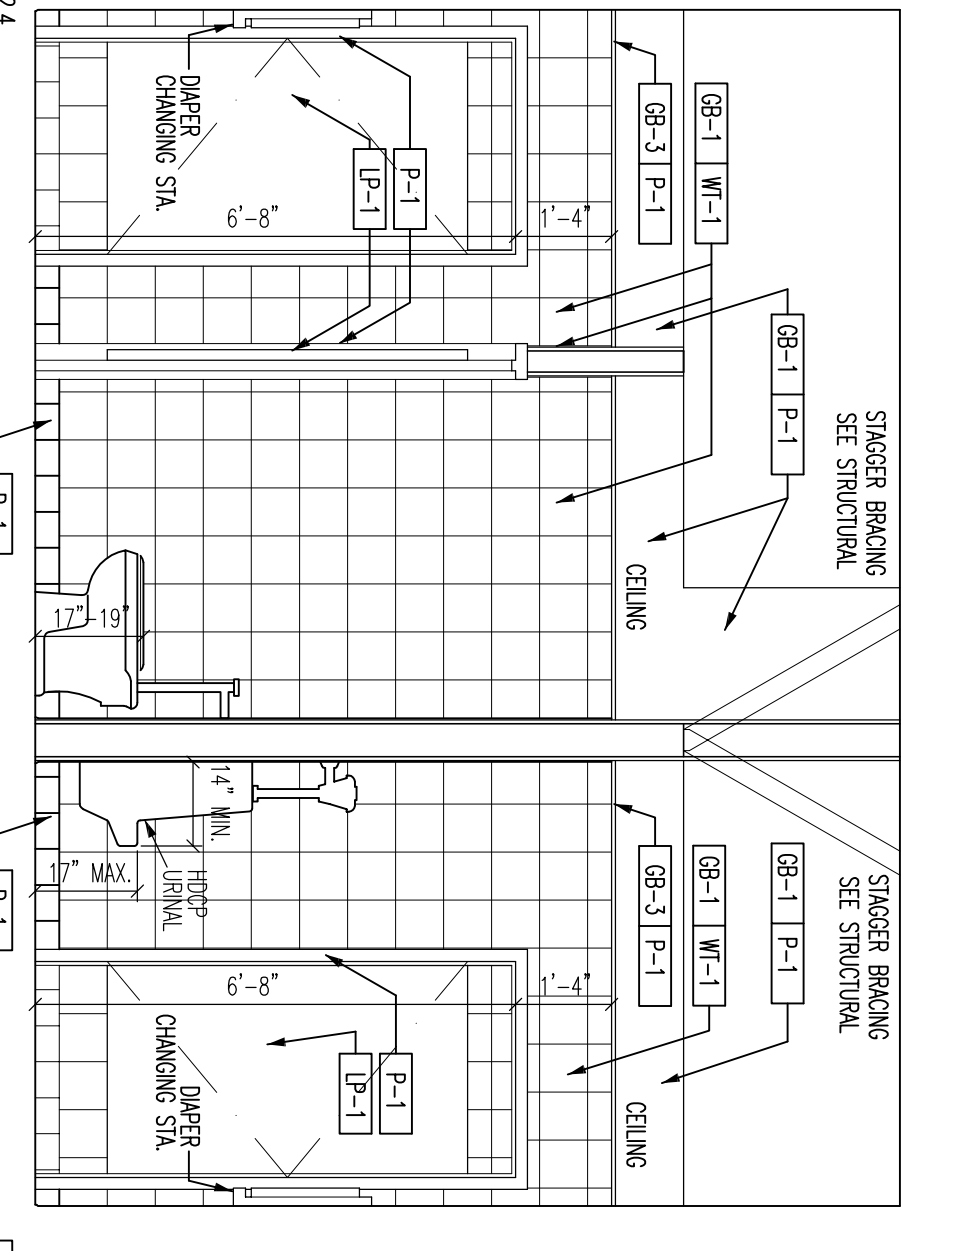 STAGGER BRACING
SEE STRUCTURAL
STAGGER BRACING
SEE STRUCTURAL
GB-1 P-1
GB-1 P-1
GB-1 WT-1
GB-1 WT-1
GB-3 P-1
GB-3 P-1
CEILING
CEILING
1'-4"
1'-4"
P-1
LP-1
P-1
LP-1
6'-8"
6'-8"
DIAPER
CHANGING STA.
17"-19"
14" MIN.
HDCP
URINAL
17" MAX.
DIAPER
CHANGING STA.